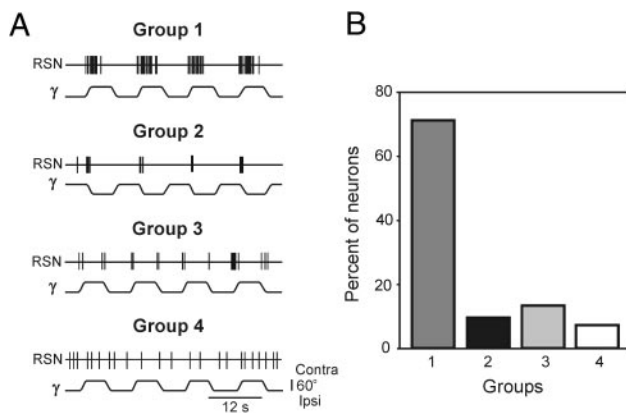 A
Group 1
RSN
γ
Group 2
RSN
γ
Group 3
RSN
γ
Group 4
RSN
γ
Contra
60°
Ipsi
12 s
B
Percent of neurons
80
60
40
20
0
1 2 3 4
Groups